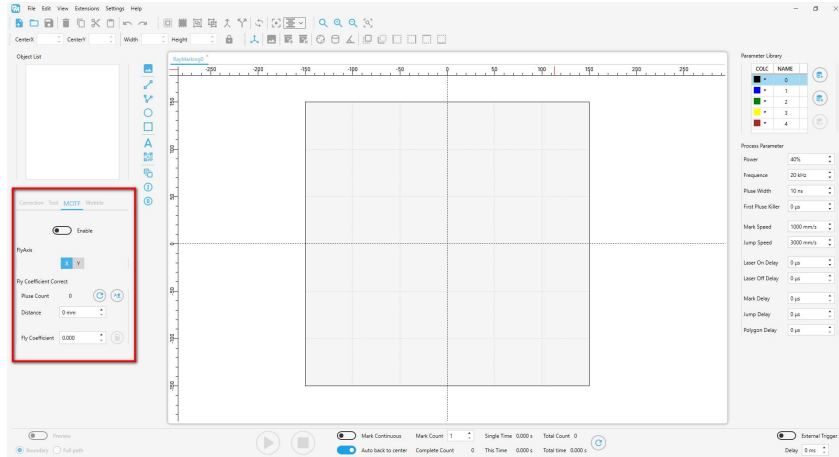 File Edit View Extensions Settings Help
CenterX CenterY Width Height
Object List
RayMarking0 *
-250 -200 -150 -100 -50 0 50 100 150 200 250
150
100
50
0
-50
-100
-150
Correction Tool MOTF Wobble
Enable
FlyAxis
X Y
Fly Coefficient Correct
Pluse Count 0
Distance 0 mm
Fly Coefficient 0.000
Parameter Library
COLC NAME
0
1
2
3
4
Process Parameter
Power 40%
Frequence 20 kHz
Pluse Width 10 ns
First Pluse Killer 0 μs
Mark Speed 1000 mm/s
Jump Speed 3000 mm/s
Laser On Delay 0 μs
Laser Off Delay 0 μs
Mark Delay 0 μs
Jump Delay 0 μs
Polygon Delay 0 μs
Preview
Boundary Full path
Mark Continuous Mark Count 1 Single Time 0.000 s Total Count 0
Auto back to center Complete Count 0 This Time 0.000 s Total time 0.000 s
External Trigger
Delay 0 ms